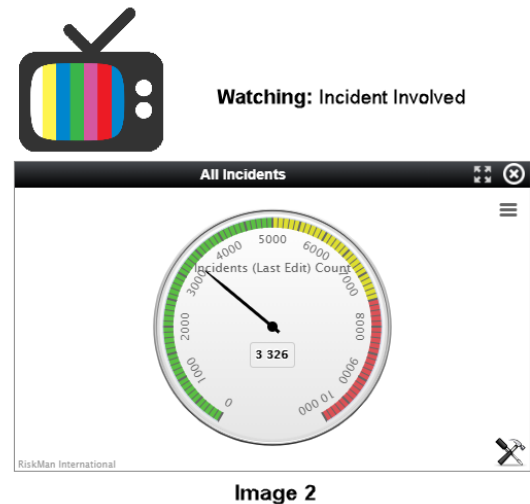 Watching: Incident Involved
All Incidents
Incidents (Last Edit) Count
0
1000
2000
3000
4000
5000
6000
7000
8000
9000
10 000
3 326
RiskMan International
Image 2